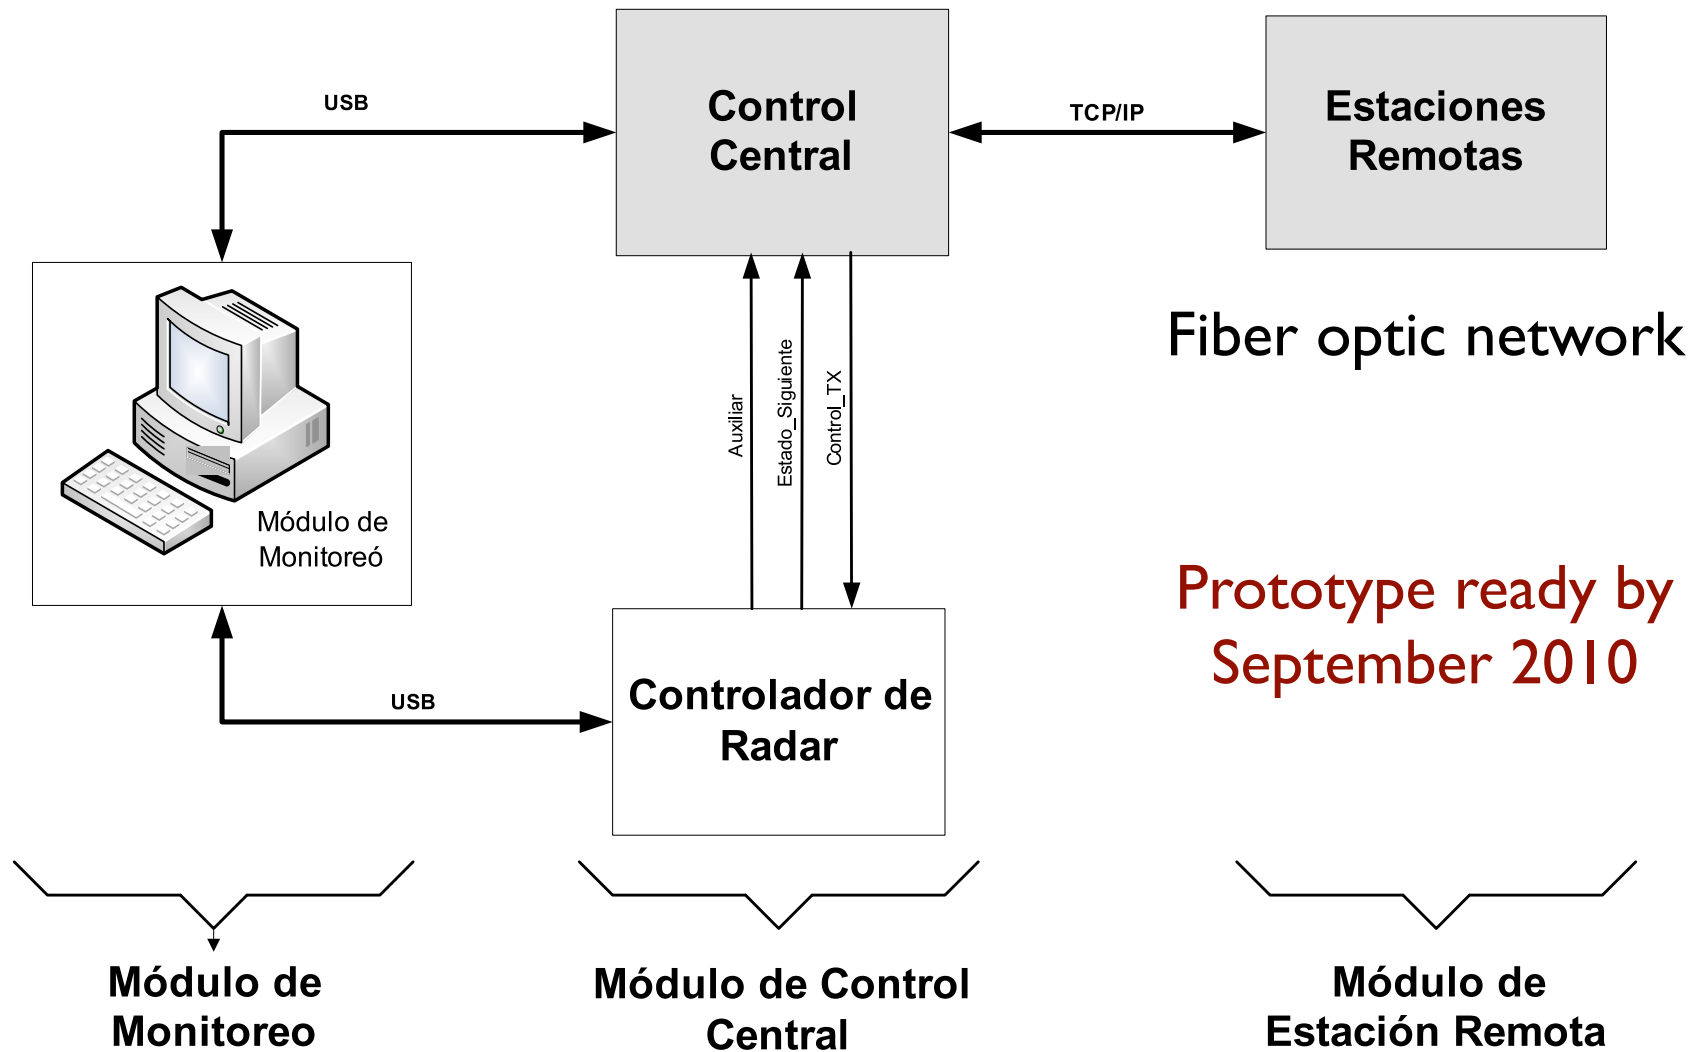 USB
Control
Central
TCP/IP
Estaciones
Remotas
Fiber optic network
Auxiliar
Estado_Siguiente
Control_TX
Módulo de
Monitoreó
Prototype ready by
September 2010
USB
Controlador de
Radar
Módulo de
Monitoreo
Módulo de Control
Central
Módulo de
Estación Remota